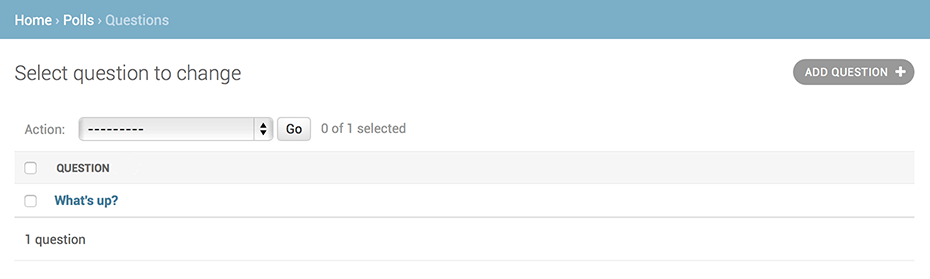 Home › Polls › Questions
Select question to change
ADD QUESTION +
Action: --------- Go 0 of 1 selected
QUESTION
What's up?
1 question